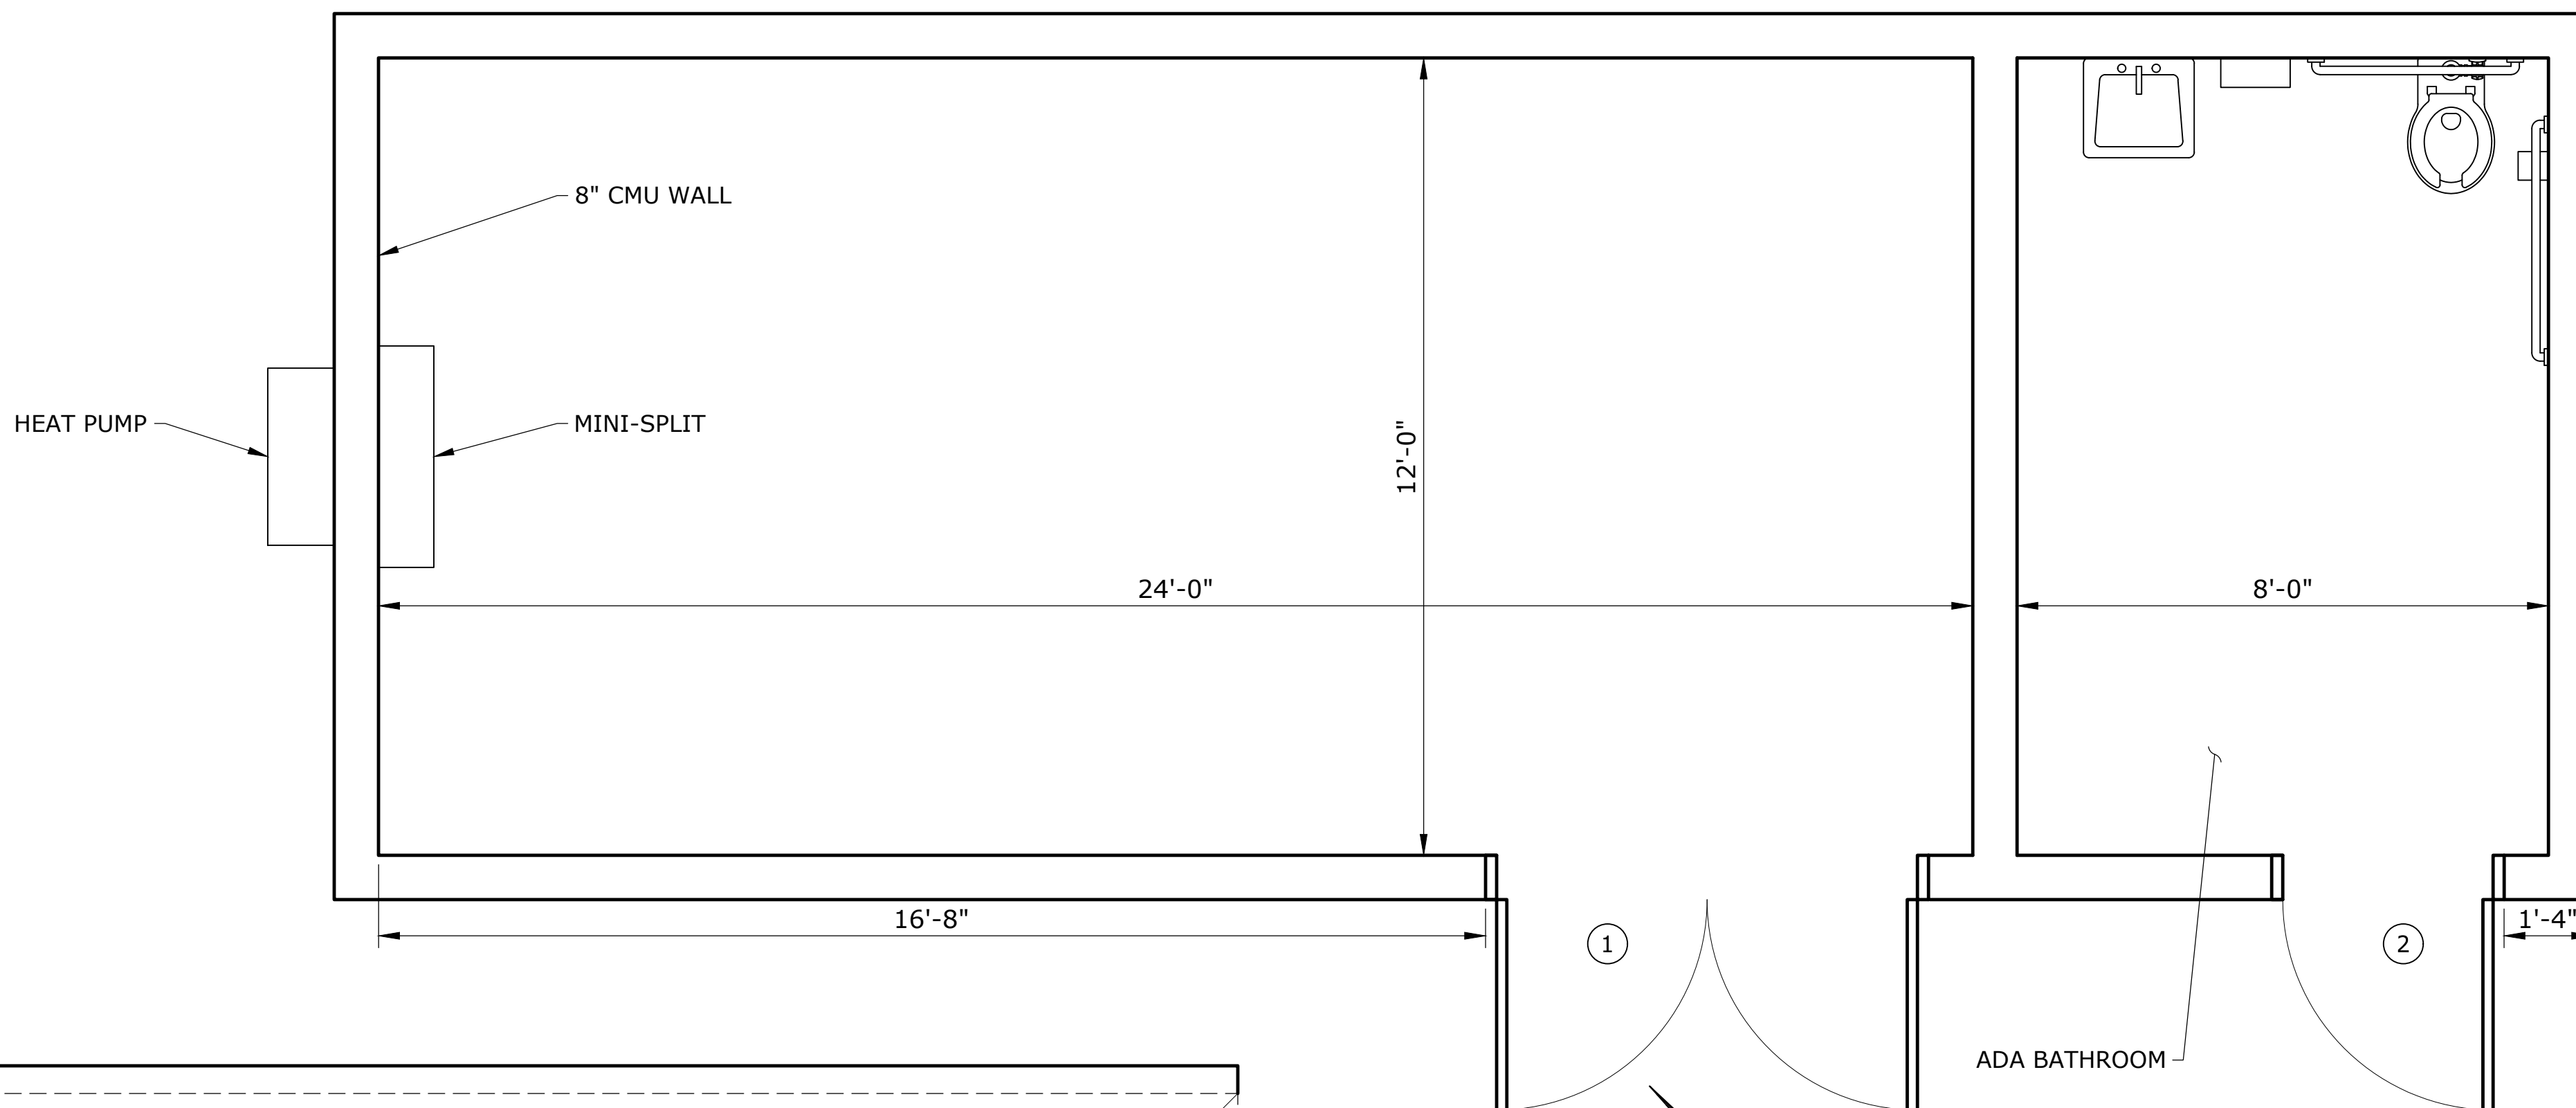 8" CMU WALL
HEAT PUMP
MINI-SPLIT
12'-0"
24'-0"
8'-0"
16'-8"
1'-4"
1
2
ADA BATHROOM